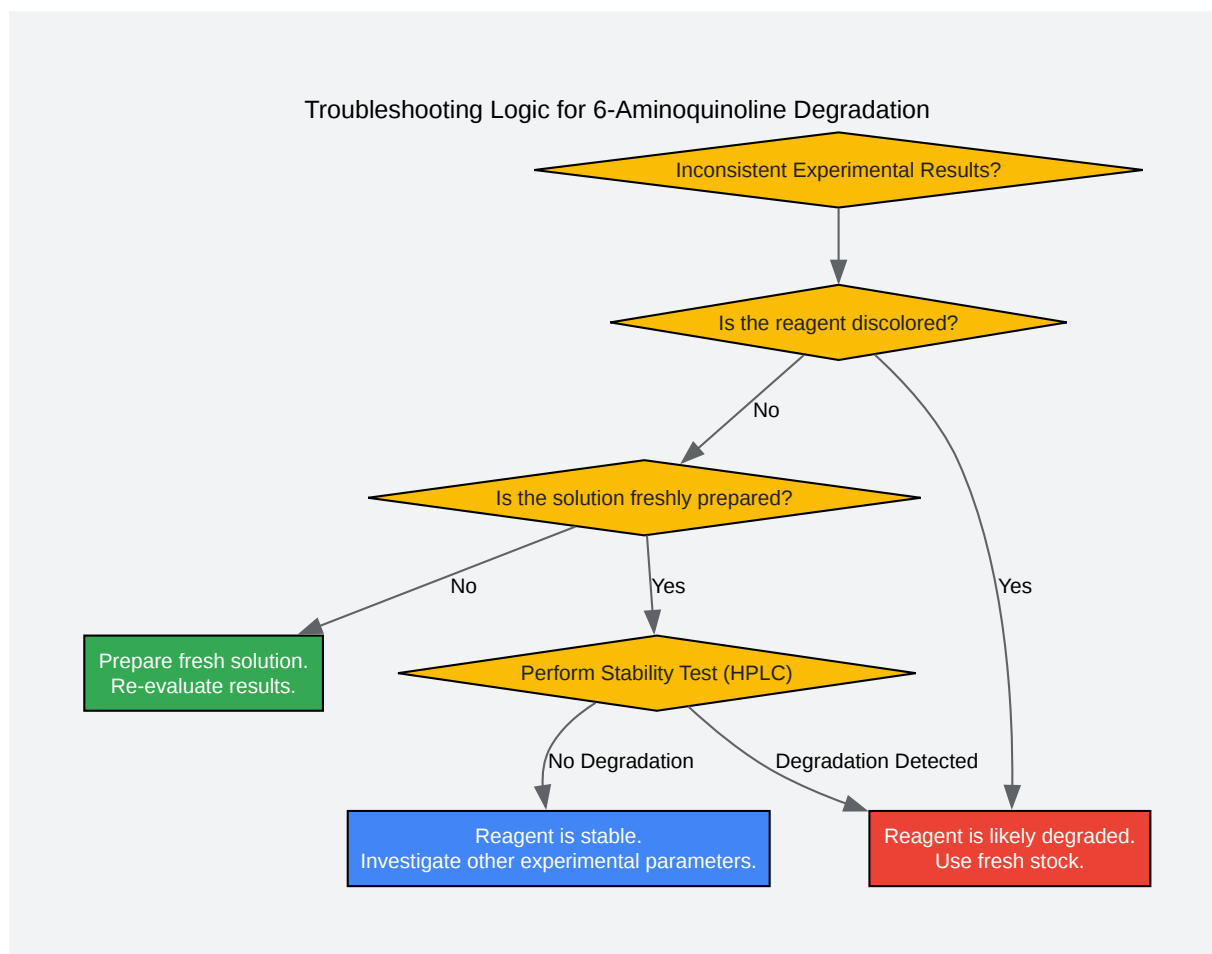 Troubleshooting Logic for 6-Aminoquinoline Degradation
Inconsistent Experimental Results?
Is the reagent discolored?
No
Is the solution freshly prepared?
No
Yes
Yes
Prepare fresh solution.
Re-evaluate results.
Perform Stability Test (HPLC)
No Degradation
Degradation Detected
Reagent is stable.
Investigate other experimental parameters.
Reagent is likely degraded.
Use fresh stock.